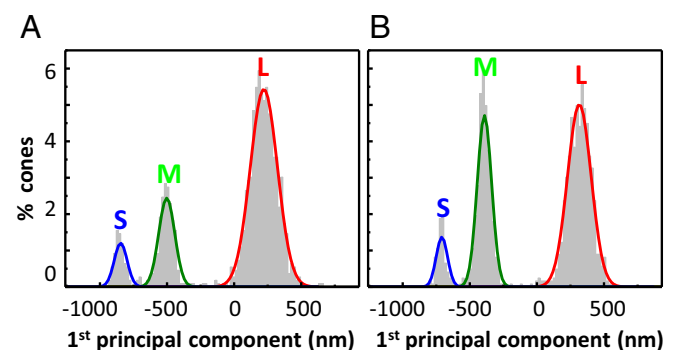 A
B
6
4
2
0
% cones
S
M
L
S
M
L
-1000 -500 0 500
-1000 -500 0 500
1st principal component (nm)
1st principal component (nm)